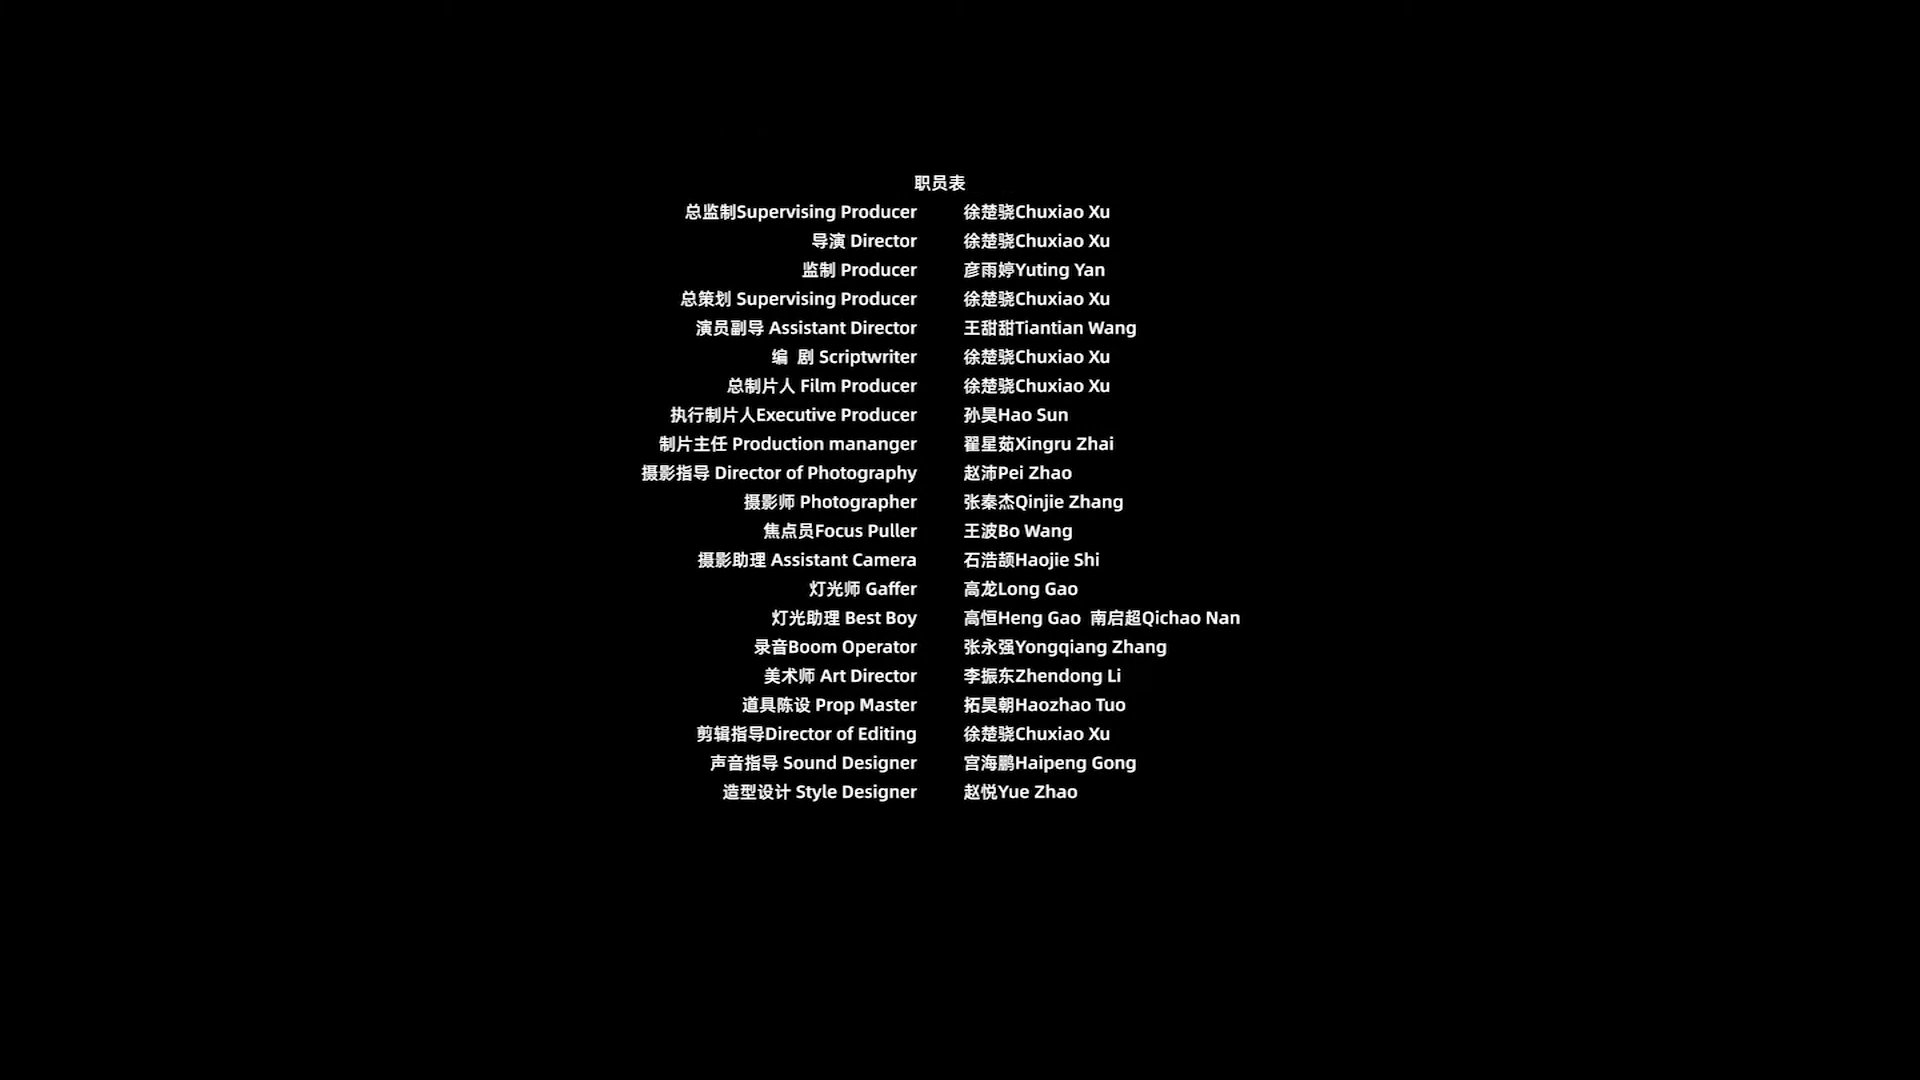 职员表
总监制Supervising Producer 徐楚骁Chuxiao Xu
导演 Director 徐楚骁Chuxiao Xu
监制 Producer 彦雨婷Yuting Yan
总策划 Supervising Producer 徐楚骁Chuxiao Xu
演员副导 Assistant Director 王甜甜Tiantian Wang
编  剧 Scriptwriter 徐楚骁Chuxiao Xu
总制片人 Film Producer 徐楚骁Chuxiao Xu
执行制片人Executive Producer 孙昊Hao Sun
制片主任 Production mananger 翟星茹Xingru Zhai
摄影指导 Director of Photography 赵沛Pei Zhao
摄影师 Photographer 张秦杰Qinjie Zhang
焦点员Focus Puller 王波Bo Wang
摄影助理 Assistant Camera 石浩颉Haojie Shi
灯光师 Gaffer 高龙Long Gao
灯光助理 Best Boy 高恒Heng Gao  南启超Qichao Nan
录音Boom Operator 张永强Yongqiang Zhang
美术师 Art Director 李振东Zhendong Li
道具陈设 Prop Master 拓昊朝Haozhao Tuo
剪辑指导Director of Editing 徐楚骁Chuxiao Xu
声音指导 Sound Designer 宫海鹏Haipeng Gong
造型设计 Style Designer 赵悦Yue Zhao